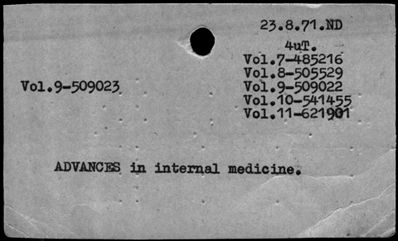 23.8.71.ND
4uT.
Vol.7-485216
Vol.8-505529
Vol.9-509023
Vol.9-509022
Vol.10-541455
Vol.11-621901
ADVANCES in internal medicine.